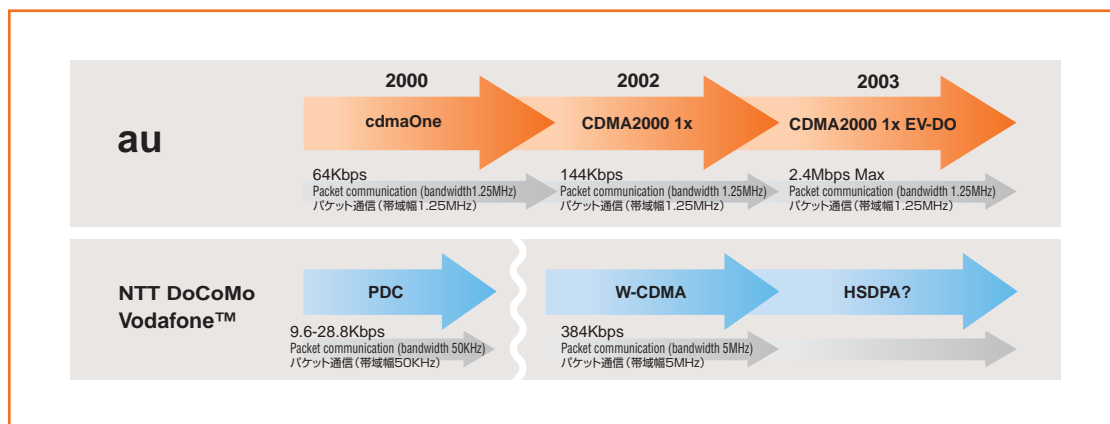 2000
2002
2003
au
cdmaOne
CDMA2000 1x
CDMA2000 1x EV-DO
64Kbps
Packet communication (bandwidth1.25MHz)
パケット通信(帯域幅1.25MHz)
144Kbps
Packet communication (bandwidth 1.25MHz)
パケット通信(帯域幅1.25MHz)
2.4Mbps Max
Packet communication (bandwidth 1.25MHz)
パケット通信(帯域幅1.25MHz)
NTT DoCoMo
Vodafone™
PDC
W-CDMA
HSDPA?
9.6-28.8Kbps
Packet communication (bandwidth 50KHz)
パケット通信(帯域幅50KHz)
384Kbps
Packet communication (bandwidth 5MHz)
パケット通信(帯域幅5MHz)